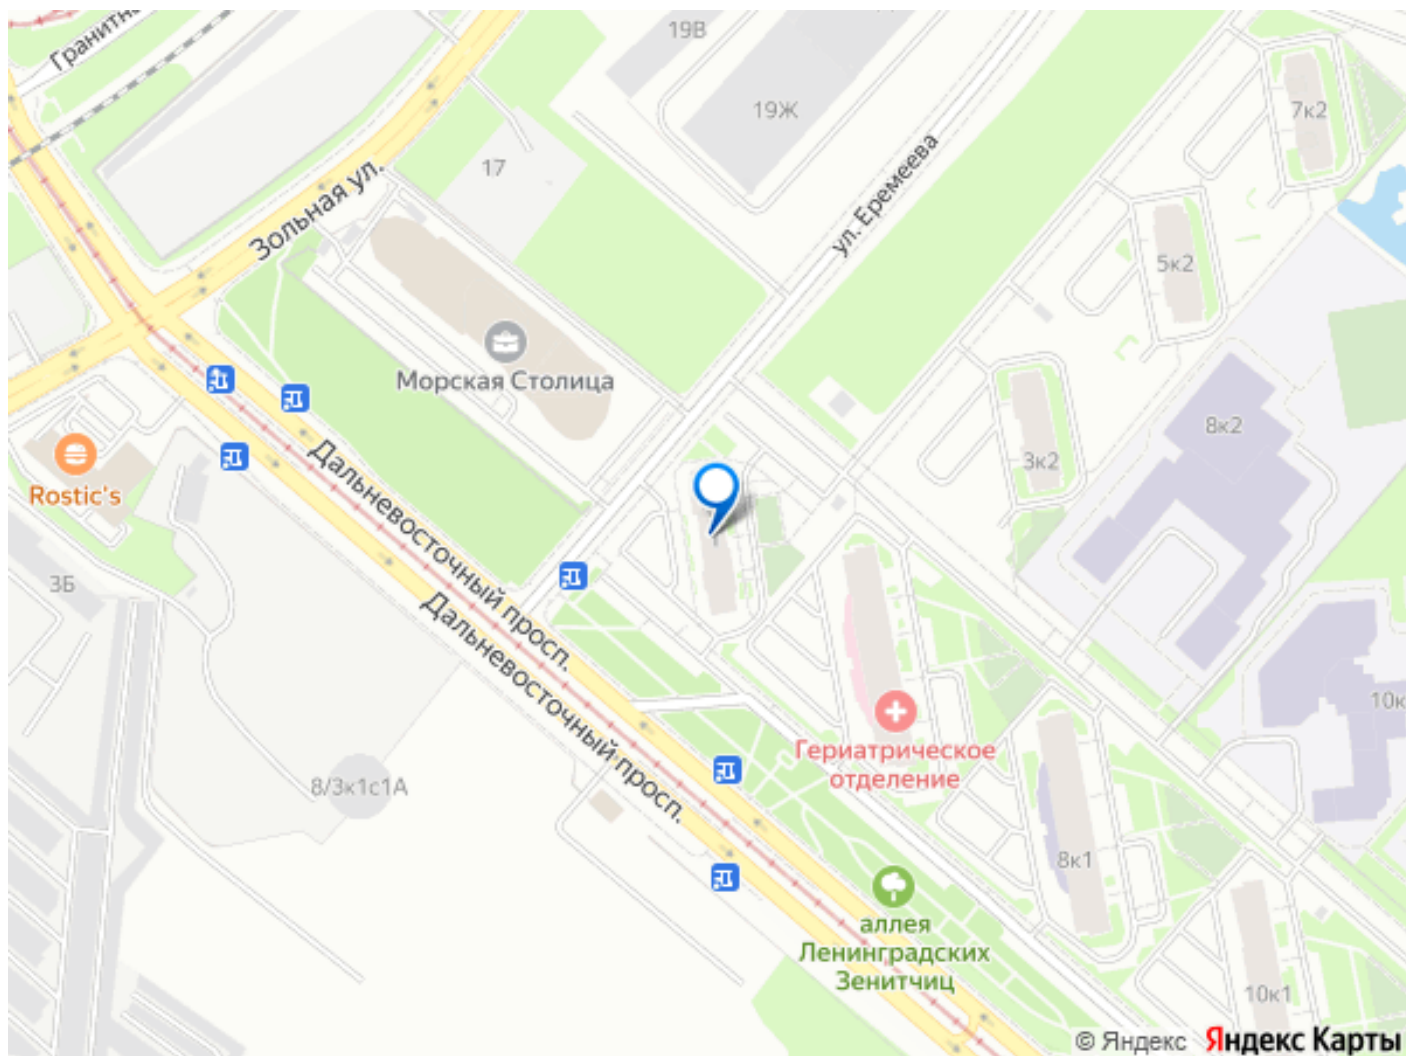 Гранитн
19В
7к2
19Ж
17
ул. Еремеева
Зольная ул.
5к2
Морская Столица
8к2
3к2
Rostic's
Дальневосточный просп.
3Б
Дальневосточный просп.
10к
Гериатрическое
отделение
8/3к1с1А
8к1
аллея
Ленинградских
Зенитчиц
10к1
© Яндекс Яндекс Карты